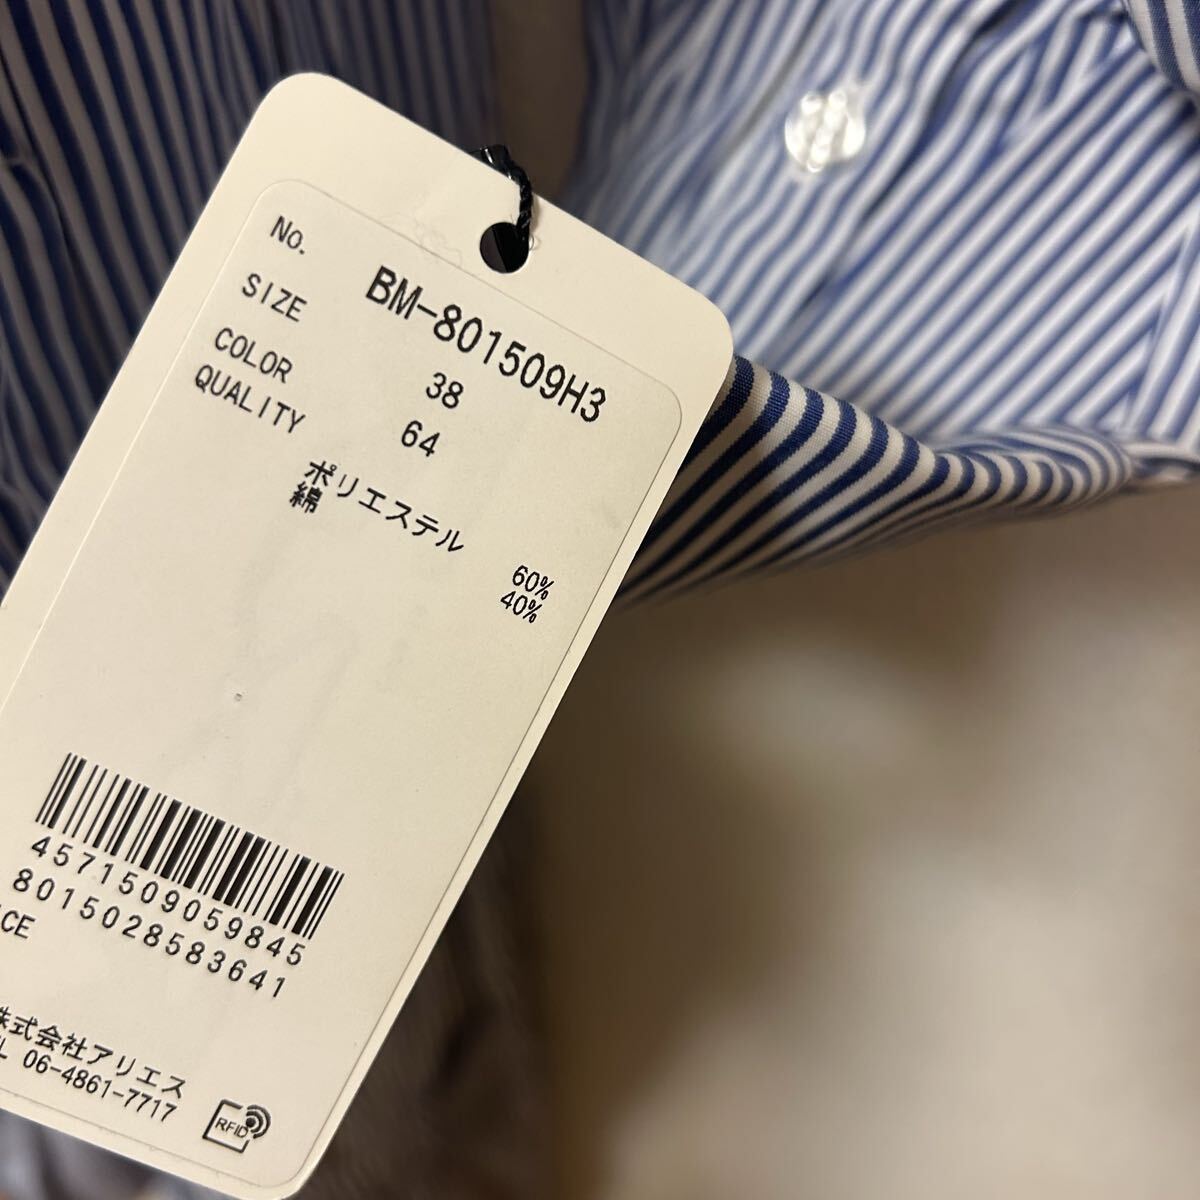 No. BM-801509H3
SIZE 38
COLOR 64
QUALITY
ポリエステル 60%
綿 40%
4571509059845
8015028583641
ICE
株式会社アリエス
06-4861-7717
RFID